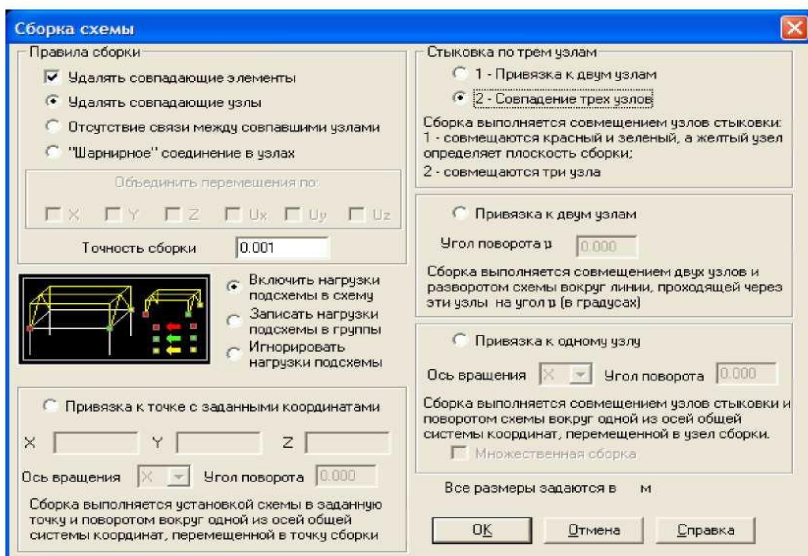 Сборка схемы
Правила сборки
Удалять совпадающие элементы
Удалять совпадающие узлы
Отсутствие связи между совпавшими узлами
"Шарнирное" соединение в узлах
Объединить перемещения по:
X Y Z Ux Uy Uz
Точность сборки 0.001
Включить нагрузки
подсхемы в схему
Записать нагрузки
подсхемы в группы
Игнорировать
нагрузки подсхемы
Привязка к точке с заданными координатами
X Y Z
Ось вращения X Угол поворота 0.000
Сборка выполняется установкой схемы в заданную
точку и поворотом вокруг одной из осей общей
системы координат, перемещенной в точку сборки
Стыковка по трем узлам
1 - Привязка к двум узлам
2 - Совпадение трех узлов
Сборка выполняется совмещением узлов стыковки:
1 - совмещаются красный и зеленый, а желтый узел
определяет плоскость сборки;
2 - совмещаются три узла
Привязка к двум узлам
Угол поворота μ 0.000
Сборка выполняется совмещением двух узлов и
разворотом схемы вокруг линии, проходящей через
эти узлы на угол μ (в градусах)
Привязка к одному узлу
Ось вращения X Угол поворота 0.000
Сборка выполняется совмещением узлов стыковки и
поворотом схемы вокруг одной из осей общей
системы координат, перемещенной в узел сборки.
Множественная сборка
Все размеры задаются в м
OK Отмена Справка